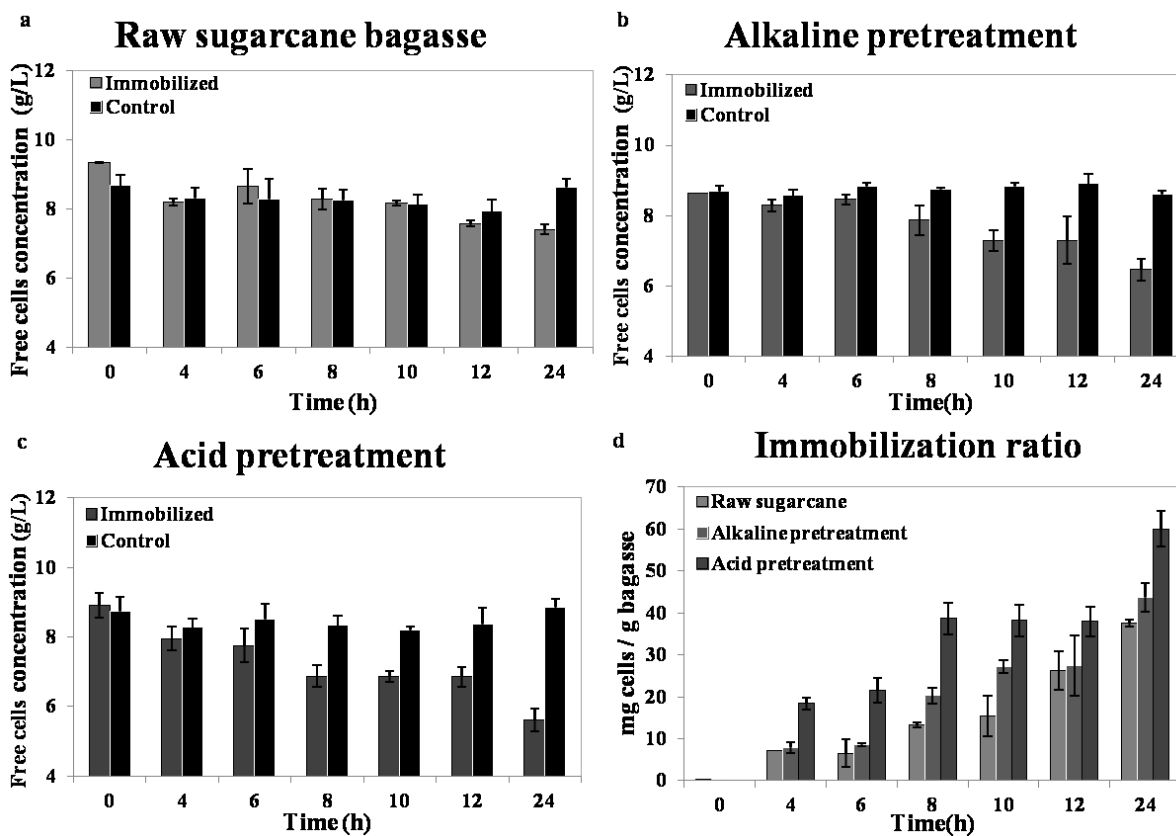 a
Raw sugarcane bagasse
Free cells concentration (g/L)
12
10
8
6
4
Immobilized
Control
0 4 6 8 10 12 24
Time (h)
b
Alkaline pretreatment
Free cells concentration (g/L)
12
10
8
6
4
Immobilized
Control
0 4 6 8 10 12 24
Time(h)
c
Acid pretreatment
Free cells concentration (g/L)
12
10
8
6
4
Immobilized
Control
0 4 6 8 10 12 24
Time (h)
d
Immobilization ratio
mg cells / g bagasse
70
60
50
40
30
20
10
0
Raw sugarcane
Alkaline pretreatment
Acid pretreatment
0 4 6 8 10 12 24
Time(h)